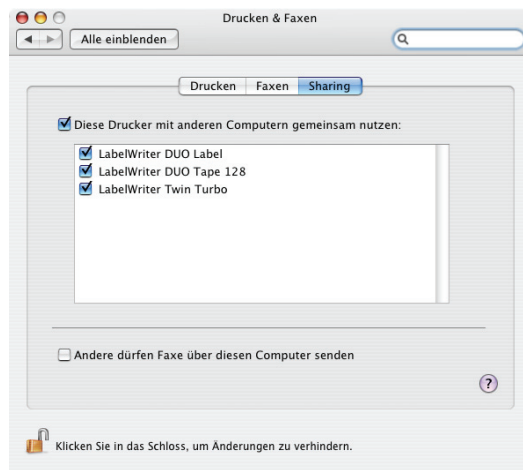 Drucken & Faxen
Alle einblenden
Drucken Faxen Sharing
Diese Drucker mit anderen Computern gemeinsam nutzen:
LabelWriter DUO Label
LabelWriter DUO Tape 128
LabelWriter Twin Turbo
Andere dürfen Faxe über diesen Computer senden
?
Klicken Sie in das Schloss, um Änderungen zu verhindern.